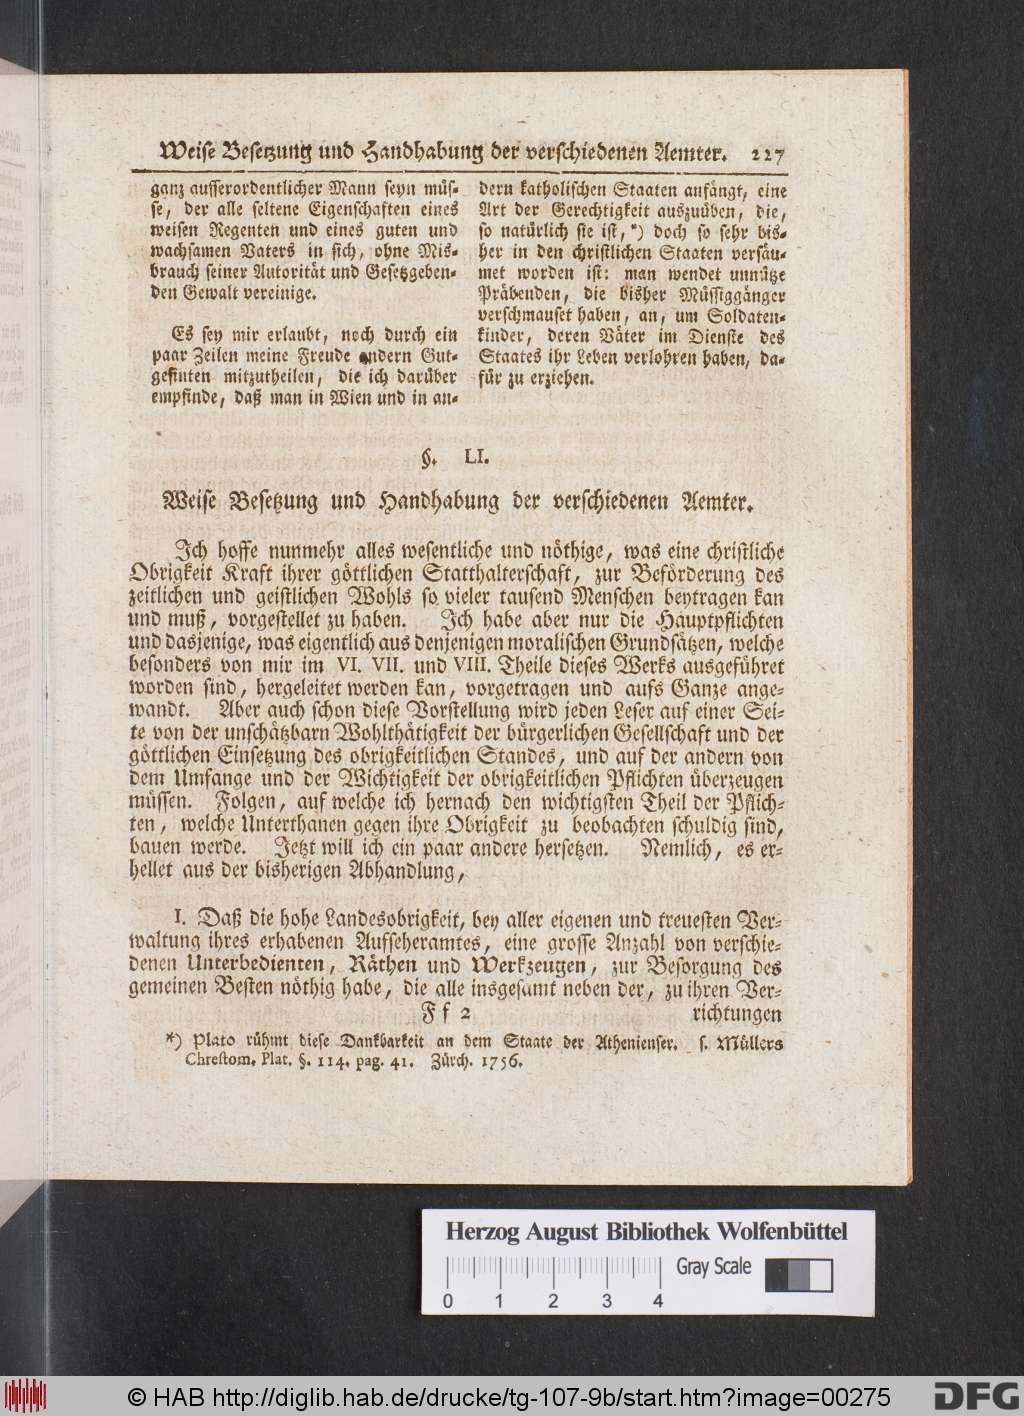 Weise Besetzung und Handhabung der verschiedenen Aemter. 227
ganz ausserordentlicher Mann seyn müs-
se, der alle seltene Eigenschaften eines
weisen Regenten und eines guten und
wachsamen Vaters in sich, ohne Mis-
brauch seiner Autorität und Gesetzgeben-
den Gewalt vereinige.
Es sey mir erlaubt, noch durch ein
paar Zeilen meine Freude andern Gut-
gesinten mitzutheilen, die ich darüber
empfinde, daß man in Wien und in an-
dern katholischen Staaten anfängt, eine
Art der Gerechtigkeit auszuüben, die,
so natürlich sie ist, *) doch so sehr bis-
her in den christlichen Staaten versäu-
met worden ist: man wendet unnütze
Präbenden, die bisher Müssiggänger
verschmauset haben, an, um Soldaten-
kinder, deren Väter im Dienste des
Staates ihr Leben verlohren haben, da-
für zu erziehen.
§. LI.
Weise Besetzung und Handhabung der verschiedenen Aemter.
Ich hoffe nunmehr alles wesentliche und nöthige, was eine christliche
Obrigkeit Kraft ihrer göttlichen Statthalterschaft, zur Beförderung des
zeitlichen und geistlichen Wohls so vieler tausend Menschen beytragen kan
und muß, vorgestellet zu haben. Ich habe aber nur die Hauptpflichten
und dasjenige, was eigentlich aus denjenigen moralischen Grundsätzen, welche
besonders von mir im VI. VII. und VIII. Theile dieses Werks ausgeführet
worden sind, hergeleitet werden kan, vorgetragen und aufs Ganze ange-
wandt. Aber auch schon diese Vorstellung wird jeden Leser auf einer Sei-
te von der unschätzbarn Wohlthätigkeit der bürgerlichen Gesellschaft und der
göttlichen Einsetzung des obrigkeitlichen Standes, und auf der andern von
dem Umfange und der Wichtigkeit der obrigkeitlichen Pflichten überzeugen
müssen. Folgen, auf welche ich hernach den wichtigsten Theil der Pflich-
ten, welche Unterthanen gegen ihre Obrigkeit zu beobachten schuldig sind,
bauen werde. Jetzt will ich ein paar andere hersetzen. Nemlich, es er-
hellet aus der bisherigen Abhandlung,
I. Daß die hohe Landesobrigkeit, bey aller eigenen und treuesten Ver-
waltung ihres erhabenen Aufseheramtes, eine grosse Anzahl von verschie-
denen Unterbedienten, Räthen und Werkzeugen, zur Besorgung des
gemeinen Besten nöthig habe, die alle insgesamt neben der, zu ihren Ver-
Ff 2 richtungen
*) Plato rühmt diese Dankbarkeit an dem Staate der Athenienser. s. Müllers
Chrestom. Plat. §. 114. pag. 41. Zürch. 1756.
Herzog August Bibliothek Wolfenbüttel
Gray Scale
0 1 2 3 4
© HAB http://diglib.hab.de/drucke/tg-107-9b/start.htm?image=00275
DFG